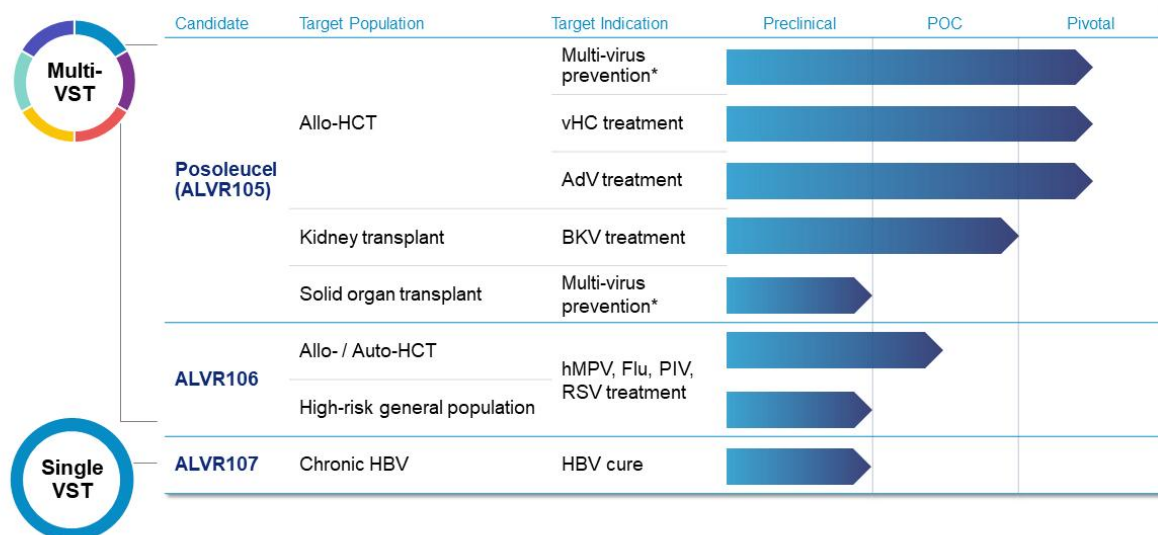 Candidate Target Population Target Indication Preclinical POC Pivotal
Multi-
VST
Posoleucel
(ALVR105)
Allo-HCT
Multi-virus
prevention*
vHC treatment
AdV treatment
Kidney transplant BKV treatment
Solid organ transplant
Multi-virus
prevention*
ALVR106
Allo- / Auto-HCT
High-risk general population
hMPV, Flu, PIV,
RSV treatment
Single
VST
ALVR107 Chronic HBV HBV cure